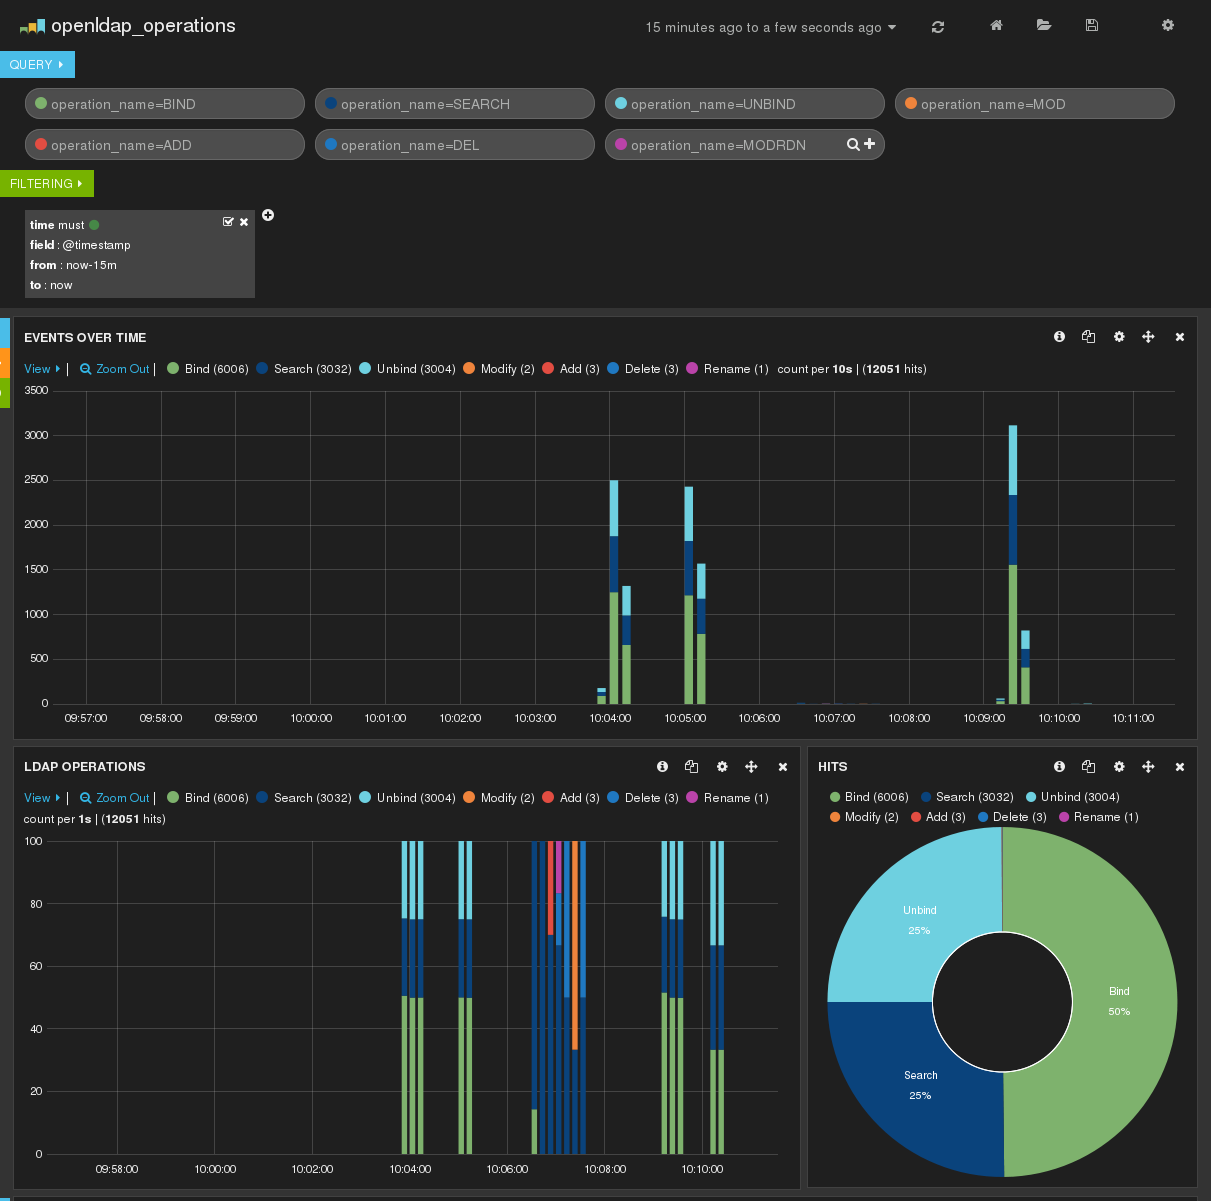 openldap_operations
15 minutes ago to a few seconds ago
QUERY
operation_name=BIND
operation_name=SEARCH
operation_name=UNBIND
operation_name=MOD
operation_name=ADD
operation_name=DEL
operation_name=MODRDN
FILTERING
time must
field : @timestamp
from : now-15m
to : now
EVENTS OVER TIME
View | Zoom Out | Bind (6006) Search (3032) Unbind (3004) Modify (2) Add (3) Delete (3) Rename (1) count per 10s | (12051 hits)
3500
3000
2500
2000
1500
1000
500
0
09:57:00 09:58:00 09:59:00 10:00:00 10:01:00 10:02:00 10:03:00 10:04:00 10:05:00 10:06:00 10:07:00 10:08:00 10:09:00 10:10:00 10:11:00
LDAP OPERATIONS
View | Zoom Out | Bind (6006) Search (3032) Unbind (3004) Modify (2) Add (3) Delete (3) Rename (1)
count per 1s | (12051 hits)
100
80
60
40
20
0
09:58:00 10:00:00 10:02:00 10:04:00 10:06:00 10:08:00 10:10:00
HITS
Bind (6006) Search (3032) Unbind (3004)
Modify (2) Add (3) Delete (3) Rename (1)
Unbind
25%
Bind
50%
Search
25%